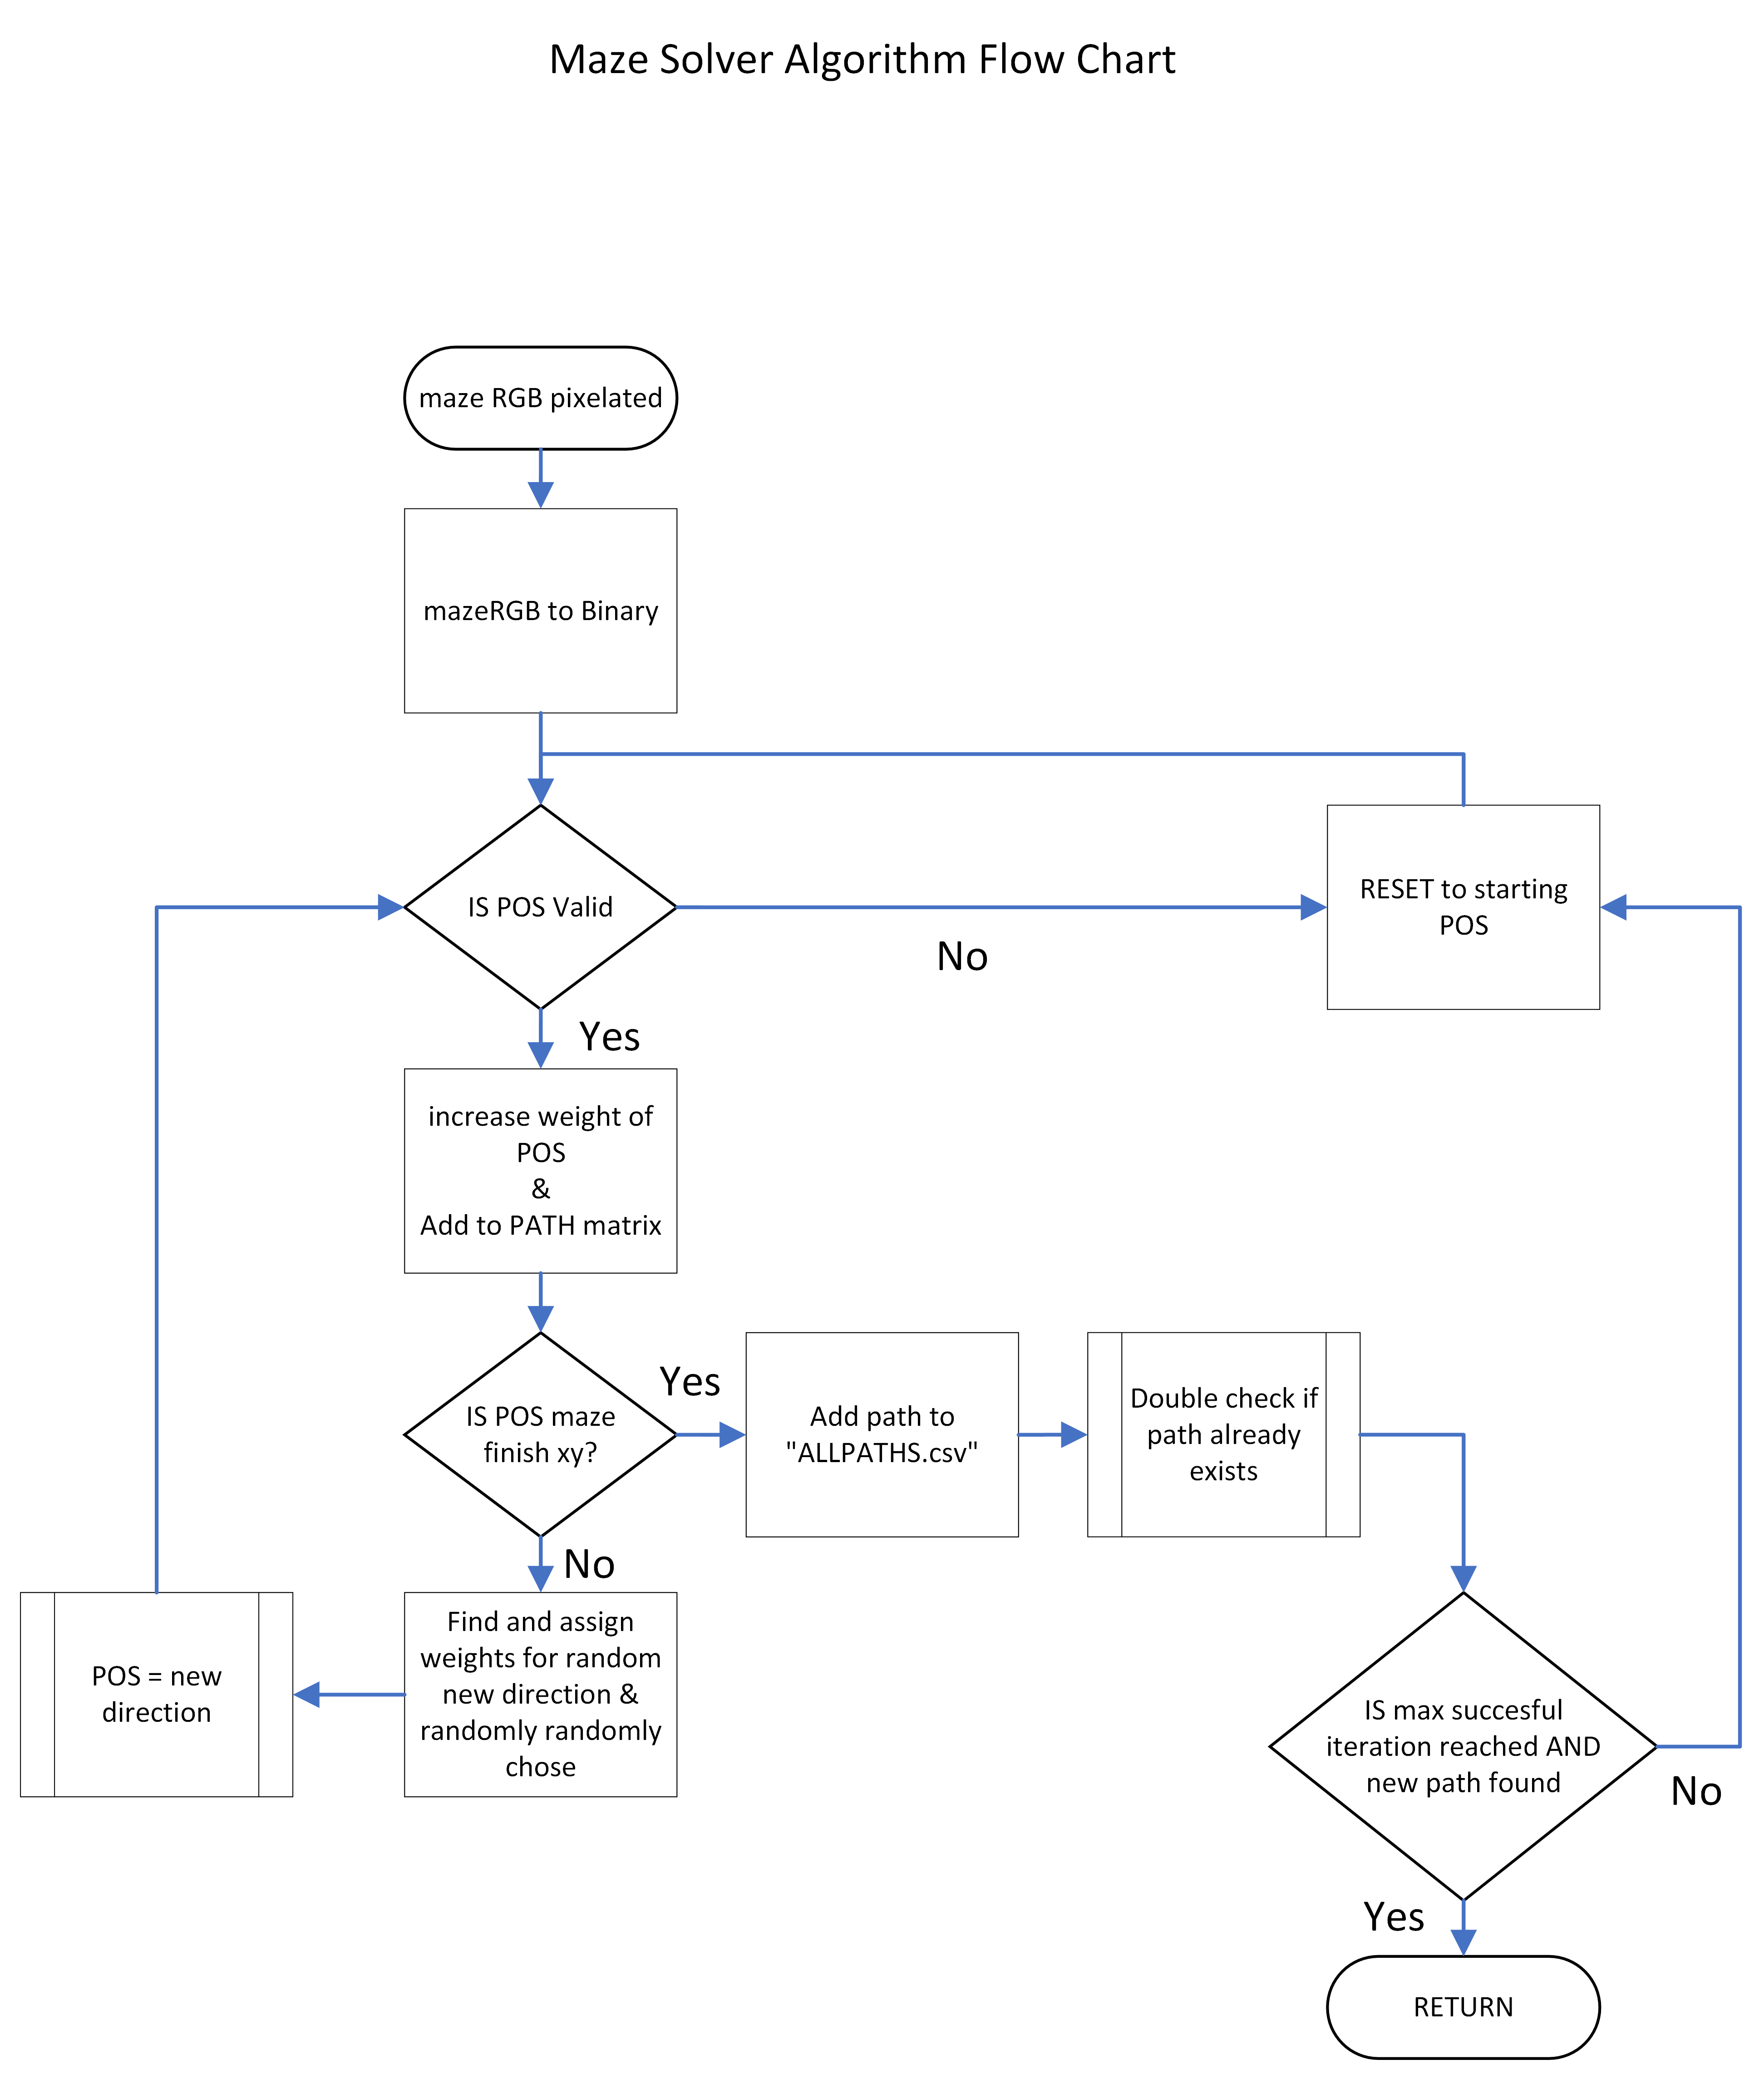 Maze Solver Algorithm Flow Chart
maze RGB pixelated
mazeRGB to Binary
IS POS Valid
No
RESET to starting
POS
Yes
increase weight of
POS
&
Add to PATH matrix
IS POS maze
finish xy?
Yes
Add path to
"ALLPATHS.csv"
Double check if
path already
exists
No
Find and assign
weights for random
new direction &
randomly randomly
chose
POS = new
direction
IS max succesful
iteration reached AND
new path found
No
Yes
RETURN